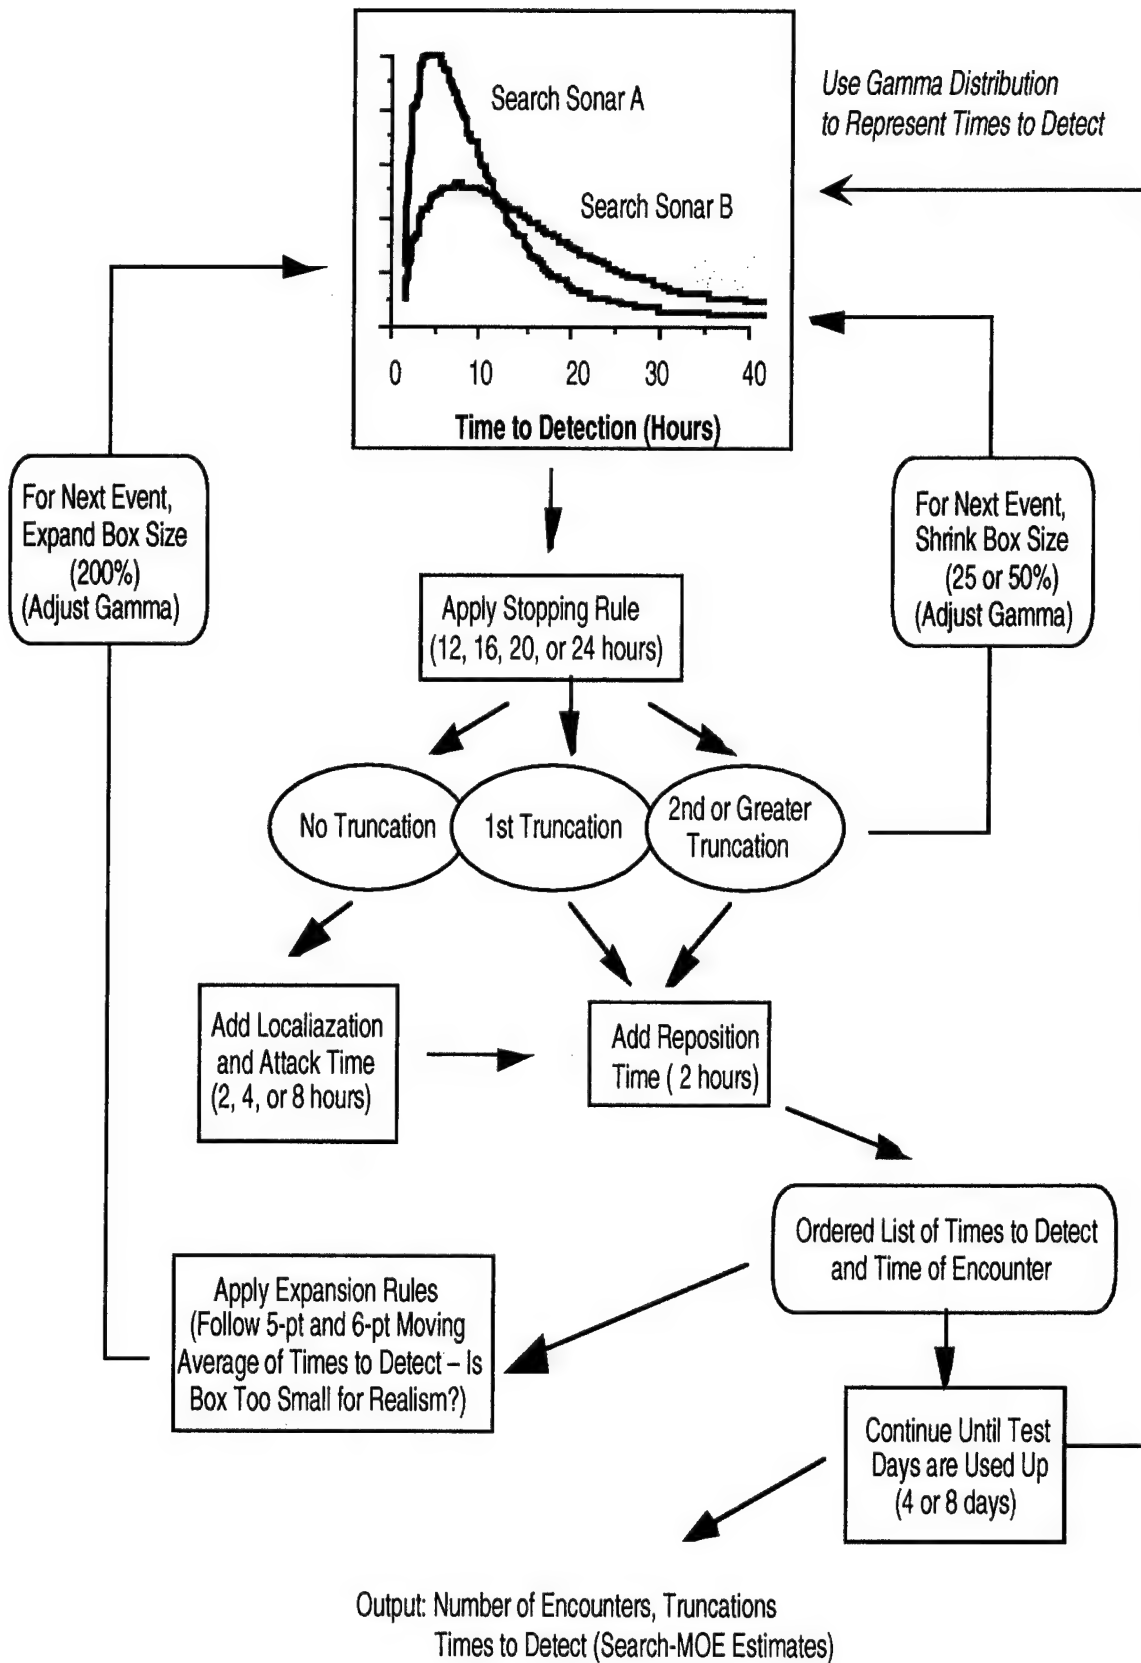 Search Sonar A
Use Gamma Distribution
to Represent Times to Detect
Search Sonar B
0 10 20 30 40
Time to Detection (Hours)
For Next Event,
Expand Box Size
(200%)
(Adjust Gamma)
For Next Event,
Shrink Box Size
(25 or 50%)
(Adjust Gamma)
Apply Stopping Rule
(12, 16, 20, or 24 hours)
No Truncation
1st Truncation
2nd or Greater
Truncation
Add Localiazation
and Attack Time
(2, 4, or 8 hours)
Add Reposition
Time ( 2 hours)
Ordered List of Times to Detect
and Time of Encounter
Apply Expansion Rules
(Follow 5-pt and 6-pt Moving
Average of Times to Detect – Is
Box Too Small for Realism?)
Continue Until Test
Days are Used Up
(4 or 8 days)
Output: Number of Encounters, Truncations
Times to Detect (Search-MOE Estimates)